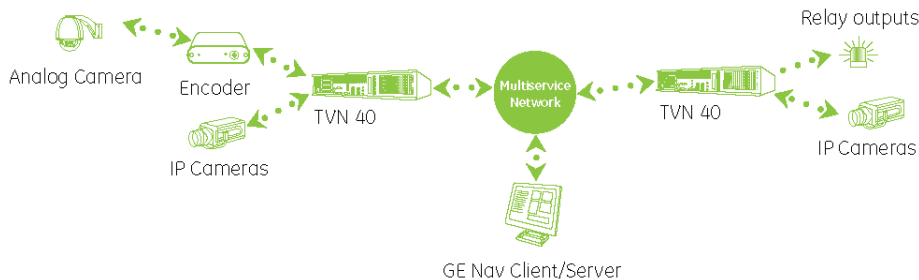 Relay outputs
Analog Camera
Encoder
Multiservice
Network
TVN 40
TVN 40
IP Cameras
IP Cameras
GE Nav Client/Server